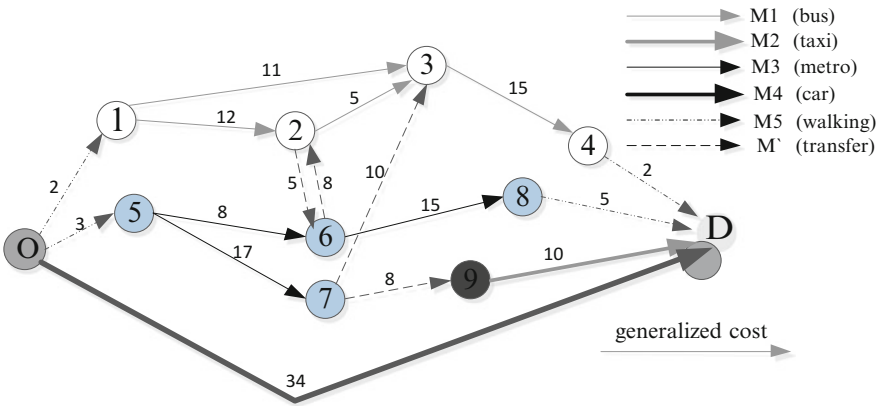 M1 (bus)
M2 (taxi)
M3 (metro)
M4 (car)
M5 (walking)
M` (transfer)
11
3
15
5
1
12
2
4
2
2
5
8
10
3
5
8
15
8
5
D
O
6
17
10
7
8
9
generalized cost
34